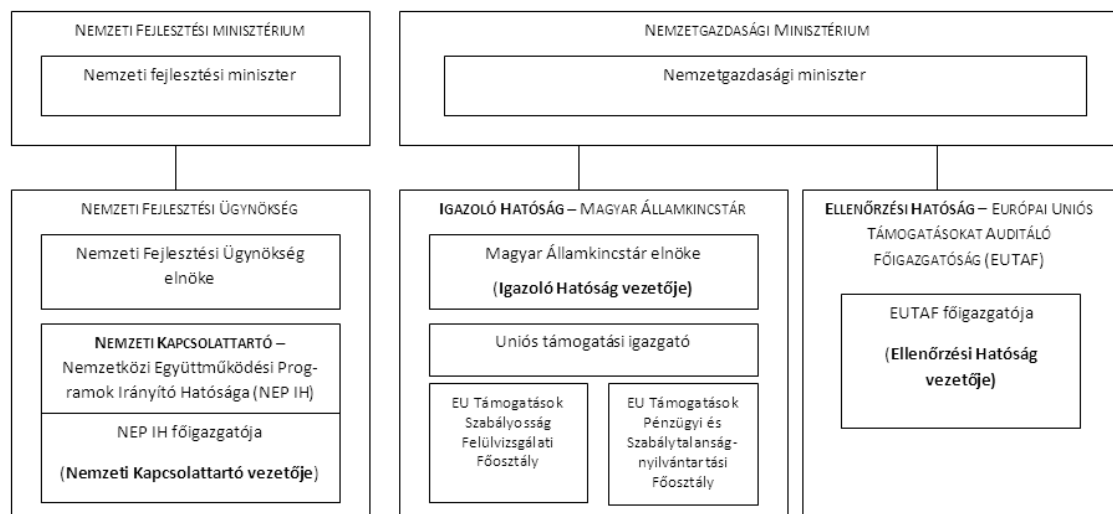 NEMZETI FEJLESZTÉSI MINISZTÉRIUM
Nemzeti fejlesztési miniszter
NEMZETGAZDASÁGI MINISZTÉRIUM
Nemzetgazdasági miniszter
NEMZETI FEJLESZTÉSI ÜGYNÖKSÉG
Nemzeti Fejlesztési Ügynökség
elnöke
NEMZETI KAPCSOLATTARTÓ –
Nemzetközi Együttműködési Prog-
ramok Irányító Hatósága (NEP IH)
NEP IH főigazgatója
(Nemzeti Kapcsolattartó vezetője)
IGAZOLÓ HATÓSÁG – MAGYAR ÁLLAMKINCSTÁR
Magyar Államkincstár elnöke
(Igazoló Hatóság vezetője)
Uniós támogatási igazgató
EU Támogatások
Szabályosság
Felülvizsgálati
Főosztály
EU Támogatások
Pénzügyi és
Szabálytalanság-
nyilvántartási
Főosztály
ELLENŐRZÉSI HATÓSÁG – EURÓPAI UNIÓS
TÁMOGATÁSOKAT AUDITÁLÓ
FŐIGAZGATÓSÁG (EUTAF)
EUTAF főigazgatója
(Ellenőrzési Hatóság
vezetője)